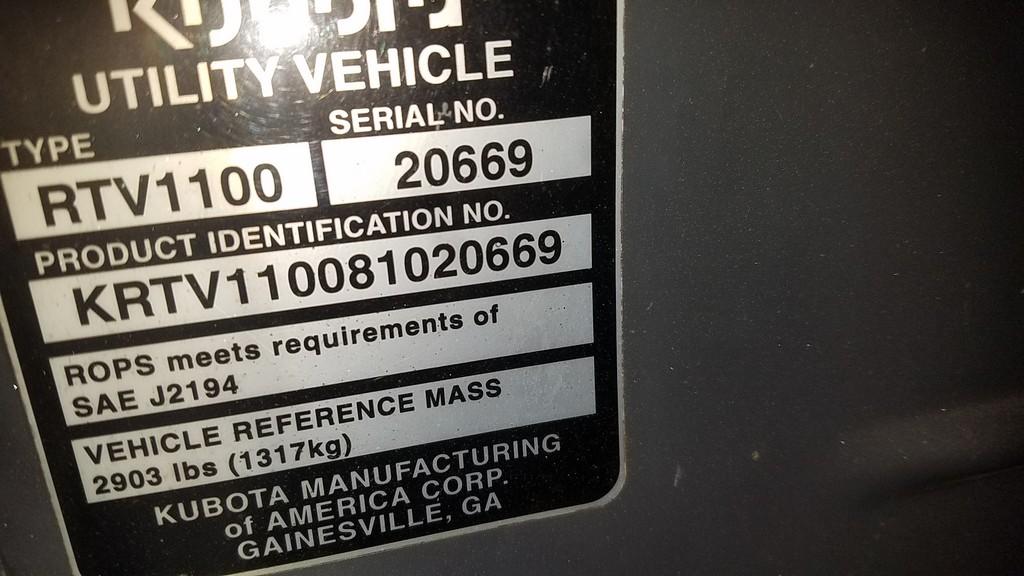 Kubota
UTILITY VEHICLE
TYPE
SERIAL NO.
RTV1100
20669
PRODUCT IDENTIFICATION NO.
KRTV110081020669
ROPS meets requirements of
SAE J2194
VEHICLE REFERENCE MASS
2903 lbs (1317kg)
KUBOTA MANUFACTURING
of AMERICA CORP.
GAINESVILLE, GA